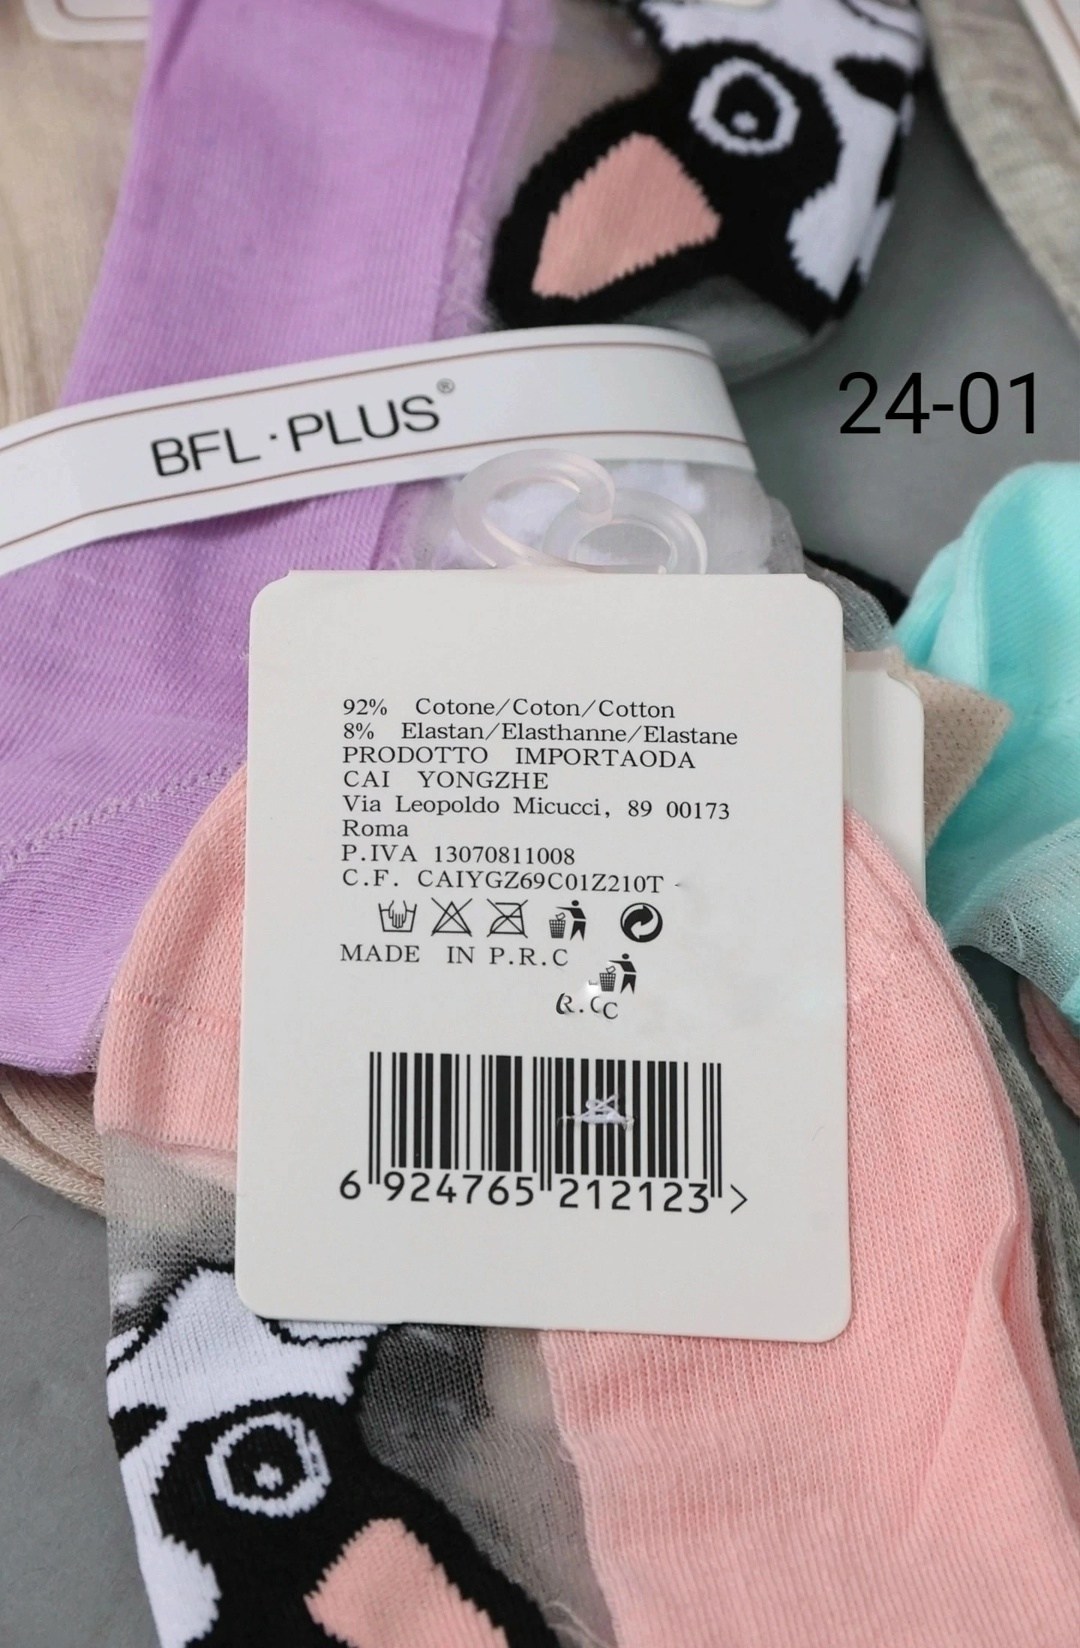 BFL·PLUS®
24-01
92% Cotone/Coton/Cotton
8% Elastan/Elasthanne/Elastane
PRODOTTO IMPORTAODA
CAI YONGZHE
Via Leopoldo Micucci, 89 00173
Roma
P.IVA 13070811008
C.F. CAIYGZ69C01Z210T
MADE IN P.R.C
6 924765 212123 >